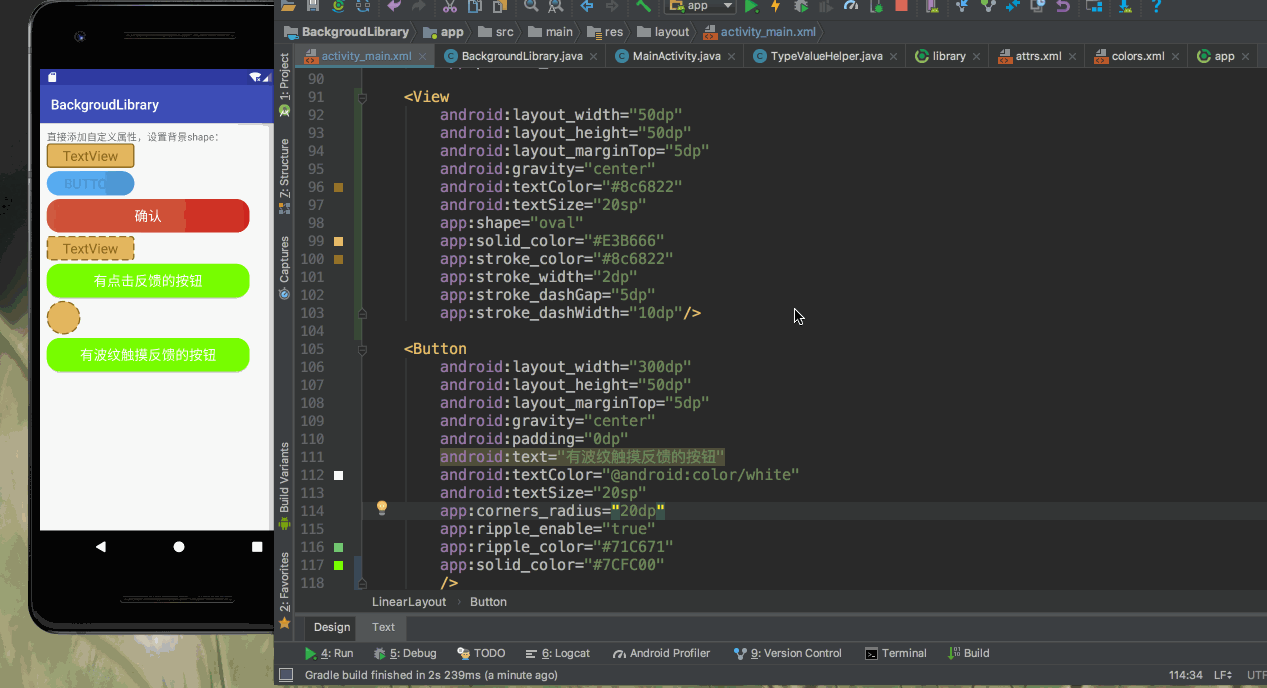 BackgroudLibrary
直接添加自定义属性，设置背景shape：
TextView
BUTTO
确认
TextView
有点击反馈的按钮
有波纹触摸反馈的按钮
app
BackgroudLibrary app src main res layout activity_main.xml
activity_main.xml BackgroundLibrary.java MainActivity.java TypeValueHelper.java library attrs.xml colors.xml app
1: Project
7: Structure
Captures
Build Variants
2: Favorites
90
91 <View
92 android:layout_width="50dp"
93 android:layout_height="50dp"
94 android:layout_marginTop="5dp"
95 android:gravity="center"
96 android:textColor="#8c6822"
97 android:textSize="20sp"
98 app:shape="oval"
99 app:solid_color="#E3B666"
100 app:stroke_color="#8c6822"
101 app:stroke_width="2dp"
102 app:stroke_dashGap="5dp"
103 app:stroke_dashWidth="10dp"/>
104
105 <Button
106 android:layout_width="300dp"
107 android:layout_height="50dp"
108 android:layout_marginTop="5dp"
109 android:gravity="center"
110 android:padding="0dp"
111 android:text="有波纹触摸反馈的按钮"
112 android:textColor="@android:color/white"
113 android:textSize="20sp"
114 app:corners_radius="20dp"
115 app:ripple_enable="true"
116 app:ripple_color="#71C671"
117 app:solid_color="#7CFC00"
118 />
LinearLayout › Button
Design Text
4: Run 5: Debug TODO 6: Logcat Android Profiler 9: Version Control Terminal Build
Gradle build finished in 2s 239ms (a minute ago) 114:34 LF UTF